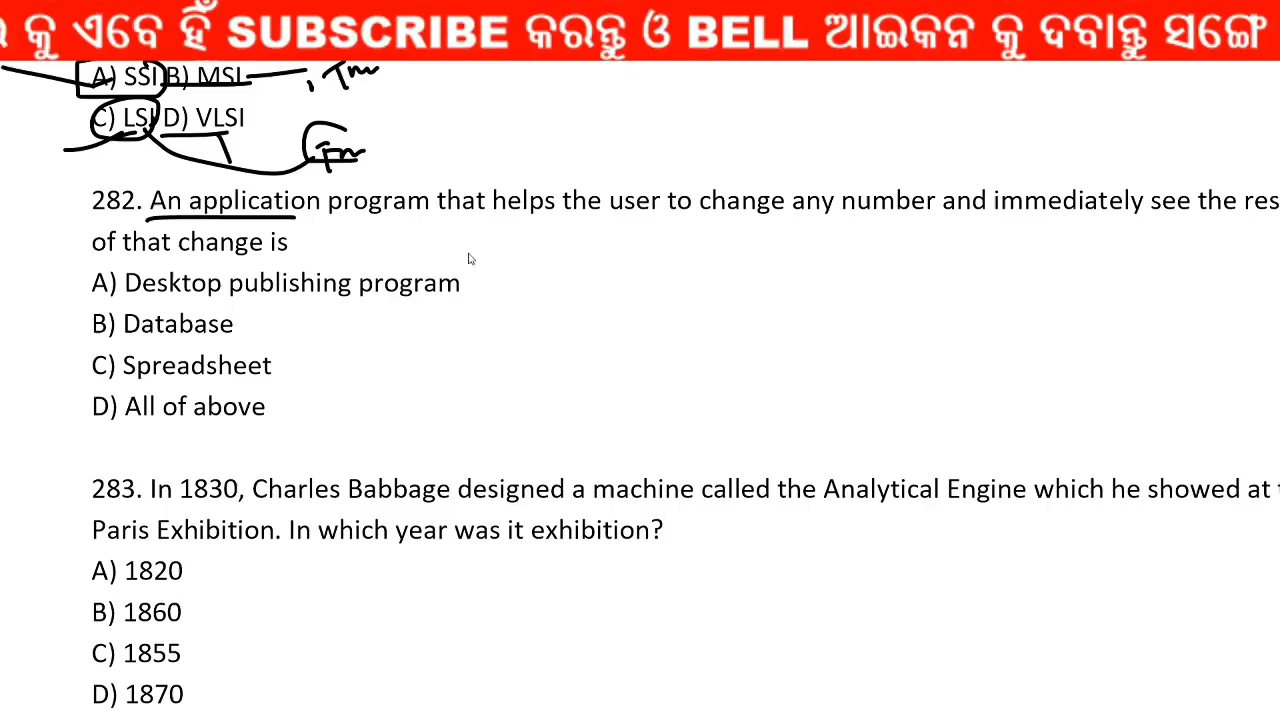 କୁ ଏବେ ହିଁ SUBSCRIBE କରନ୍ତୁ ଓ BELL ଆଇକନ କୁ ଦବାନ୍ତୁ ସଙ୍ଗେ
A) SSI B) MSI
C) LSI D) VLSI
282. An application program that helps the user to change any number and immediately see the res
of that change is
A) Desktop publishing program
B) Database
C) Spreadsheet
D) All of above
283. In 1830, Charles Babbage designed a machine called the Analytical Engine which he showed at
Paris Exhibition. In which year was it exhibition?
A) 1820
B) 1860
C) 1855
D) 1870